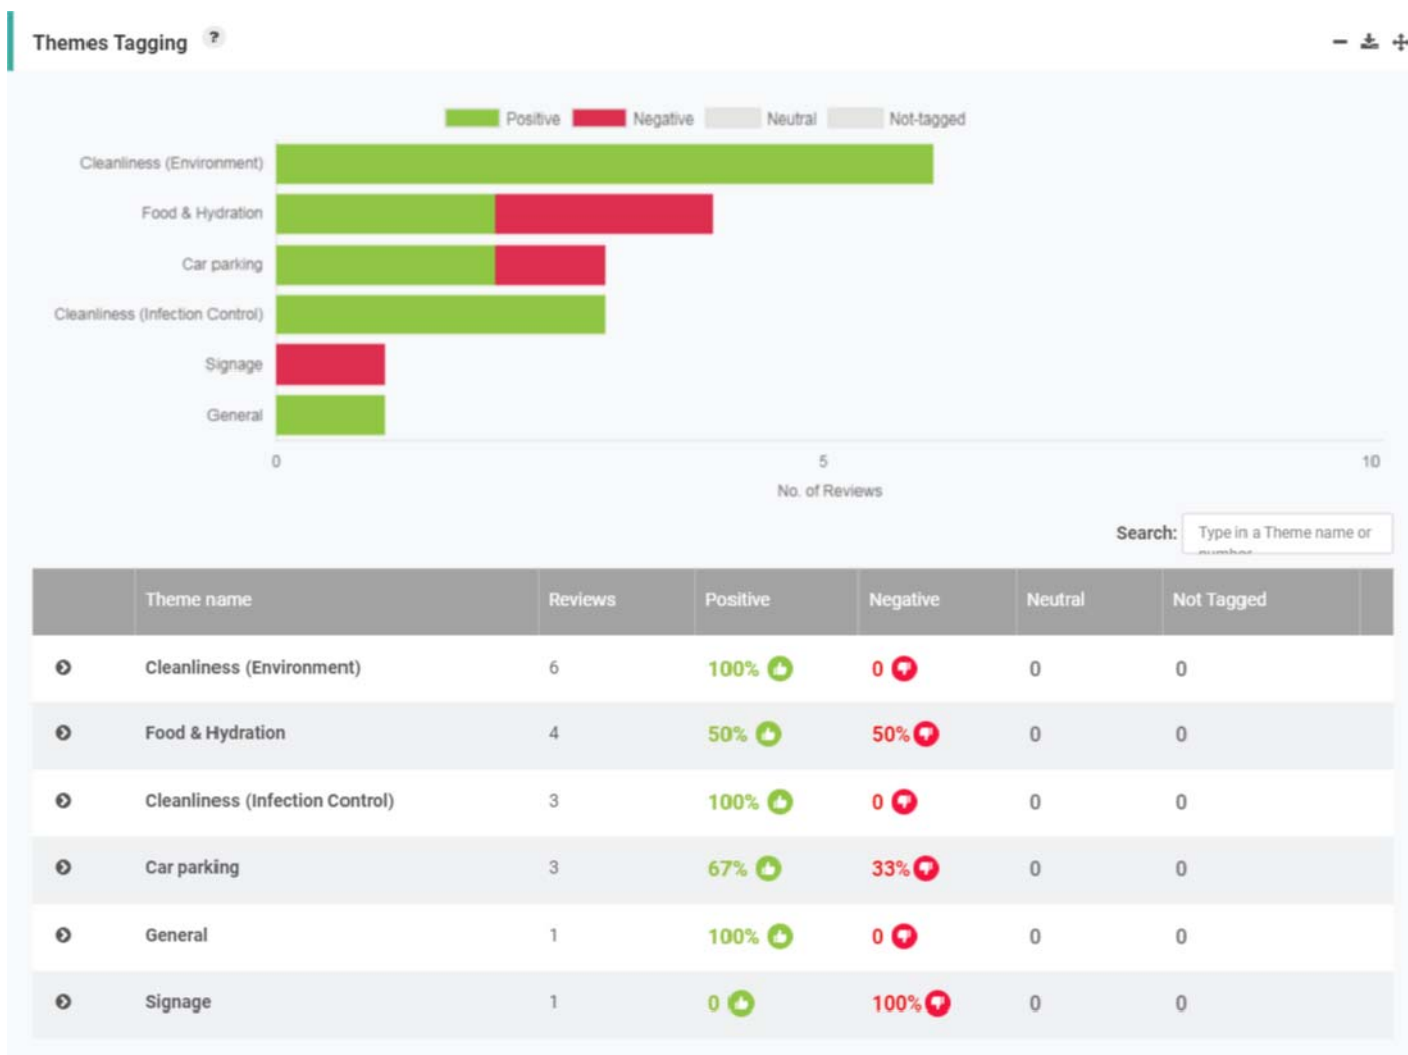 Themes Tagging ?
Positive Negative Neutral Not-tagged
Cleanliness (Environment)
Food & Hydration
Car parking
Cleanliness (Infection Control)
Signage
General
0 5 10
No. of Reviews
Search: Type in a Theme name or
number
Theme name Reviews Positive Negative Neutral Not Tagged
Cleanliness (Environment) 6 100% 0 0 0
Food & Hydration 4 50% 50% 0 0
Cleanliness (Infection Control) 3 100% 0 0 0
Car parking 3 67% 33% 0 0
General 1 100% 0 0 0
Signage 1 0 100% 0 0